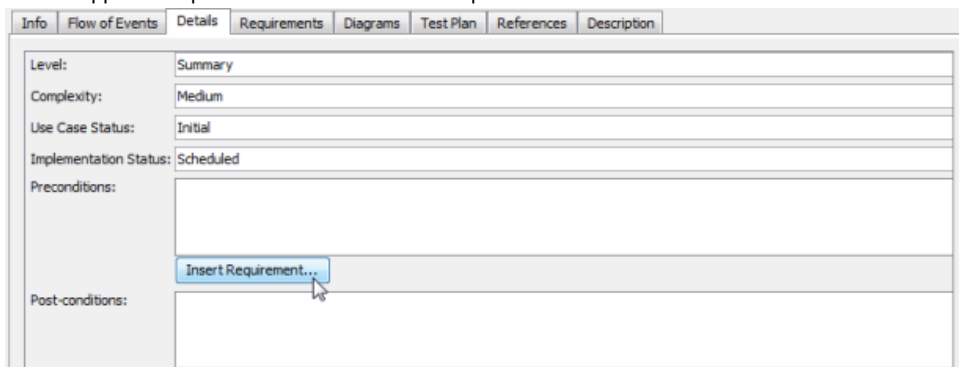 Info Flow of Events Details Requirements Diagrams Test Plan References Description
Level: Summary
Complexity: Medium
Use Case Status: Initial
Implementation Status: Scheduled
Preconditions:
Insert Requirement...
Post-conditions: